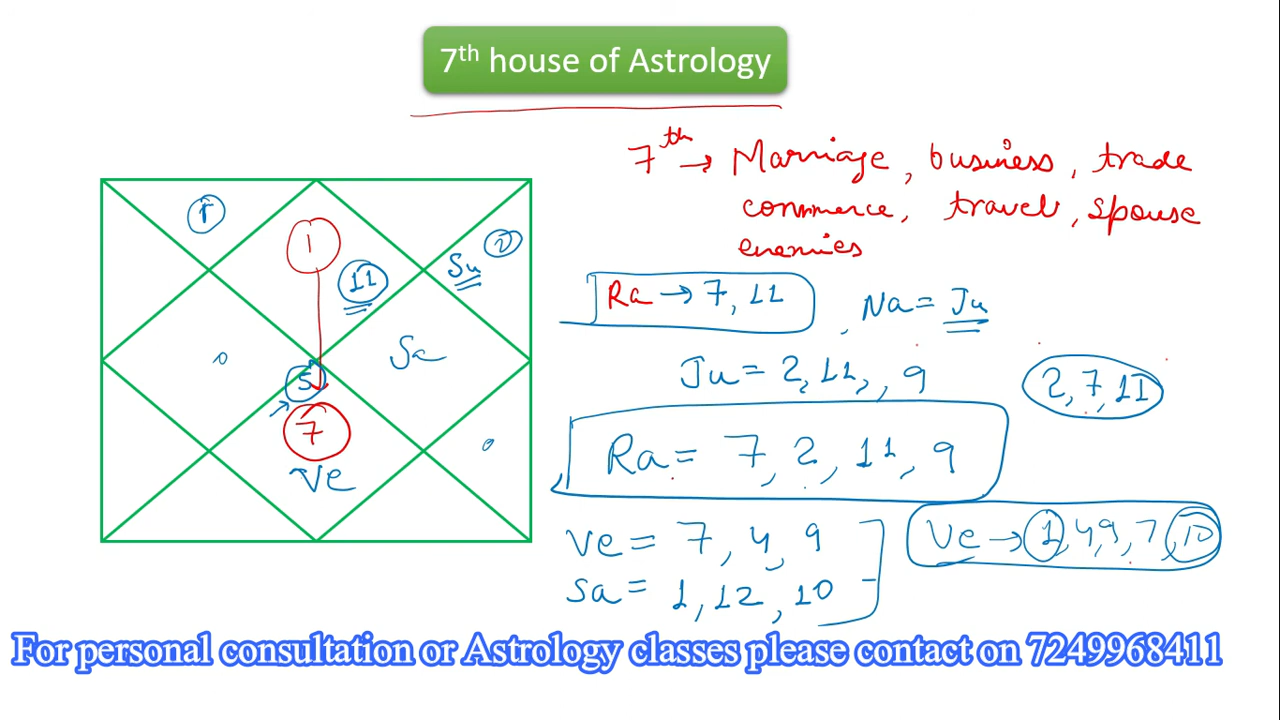 7th house of Astrology
7th → Marriage, business, trade
commerce, travel, spouse
enemies
1
11
Su
2
Sa
0
5
7
Ve
0
Ra → 7, 11
Na = Ju
Ju = 2, 11, , 9
2, 7, 11
Ra = 7, 2, 11, 9
Ve = 7, 4, 9
Sa = 1, 12, 10
Ve → 1, 4, 9, 7, 10
For personal consultation or Astrology classes please contact on 7249968411